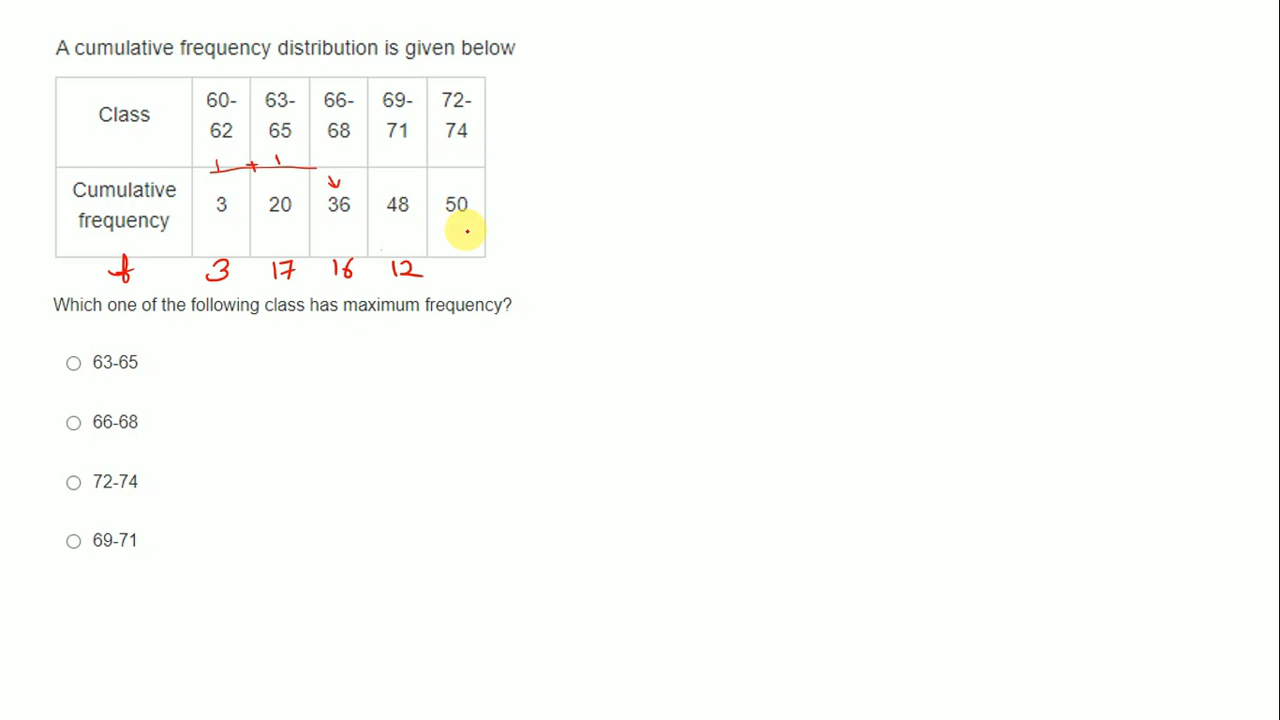 A cumulative frequency distribution is given below
Class 60- 63- 66- 69- 72-
62 65 68 71 74
Cumulative
frequency 3 20 36 48 50
f 3 17 16 12
Which one of the following class has maximum frequency?
63-65
66-68
72-74
69-71